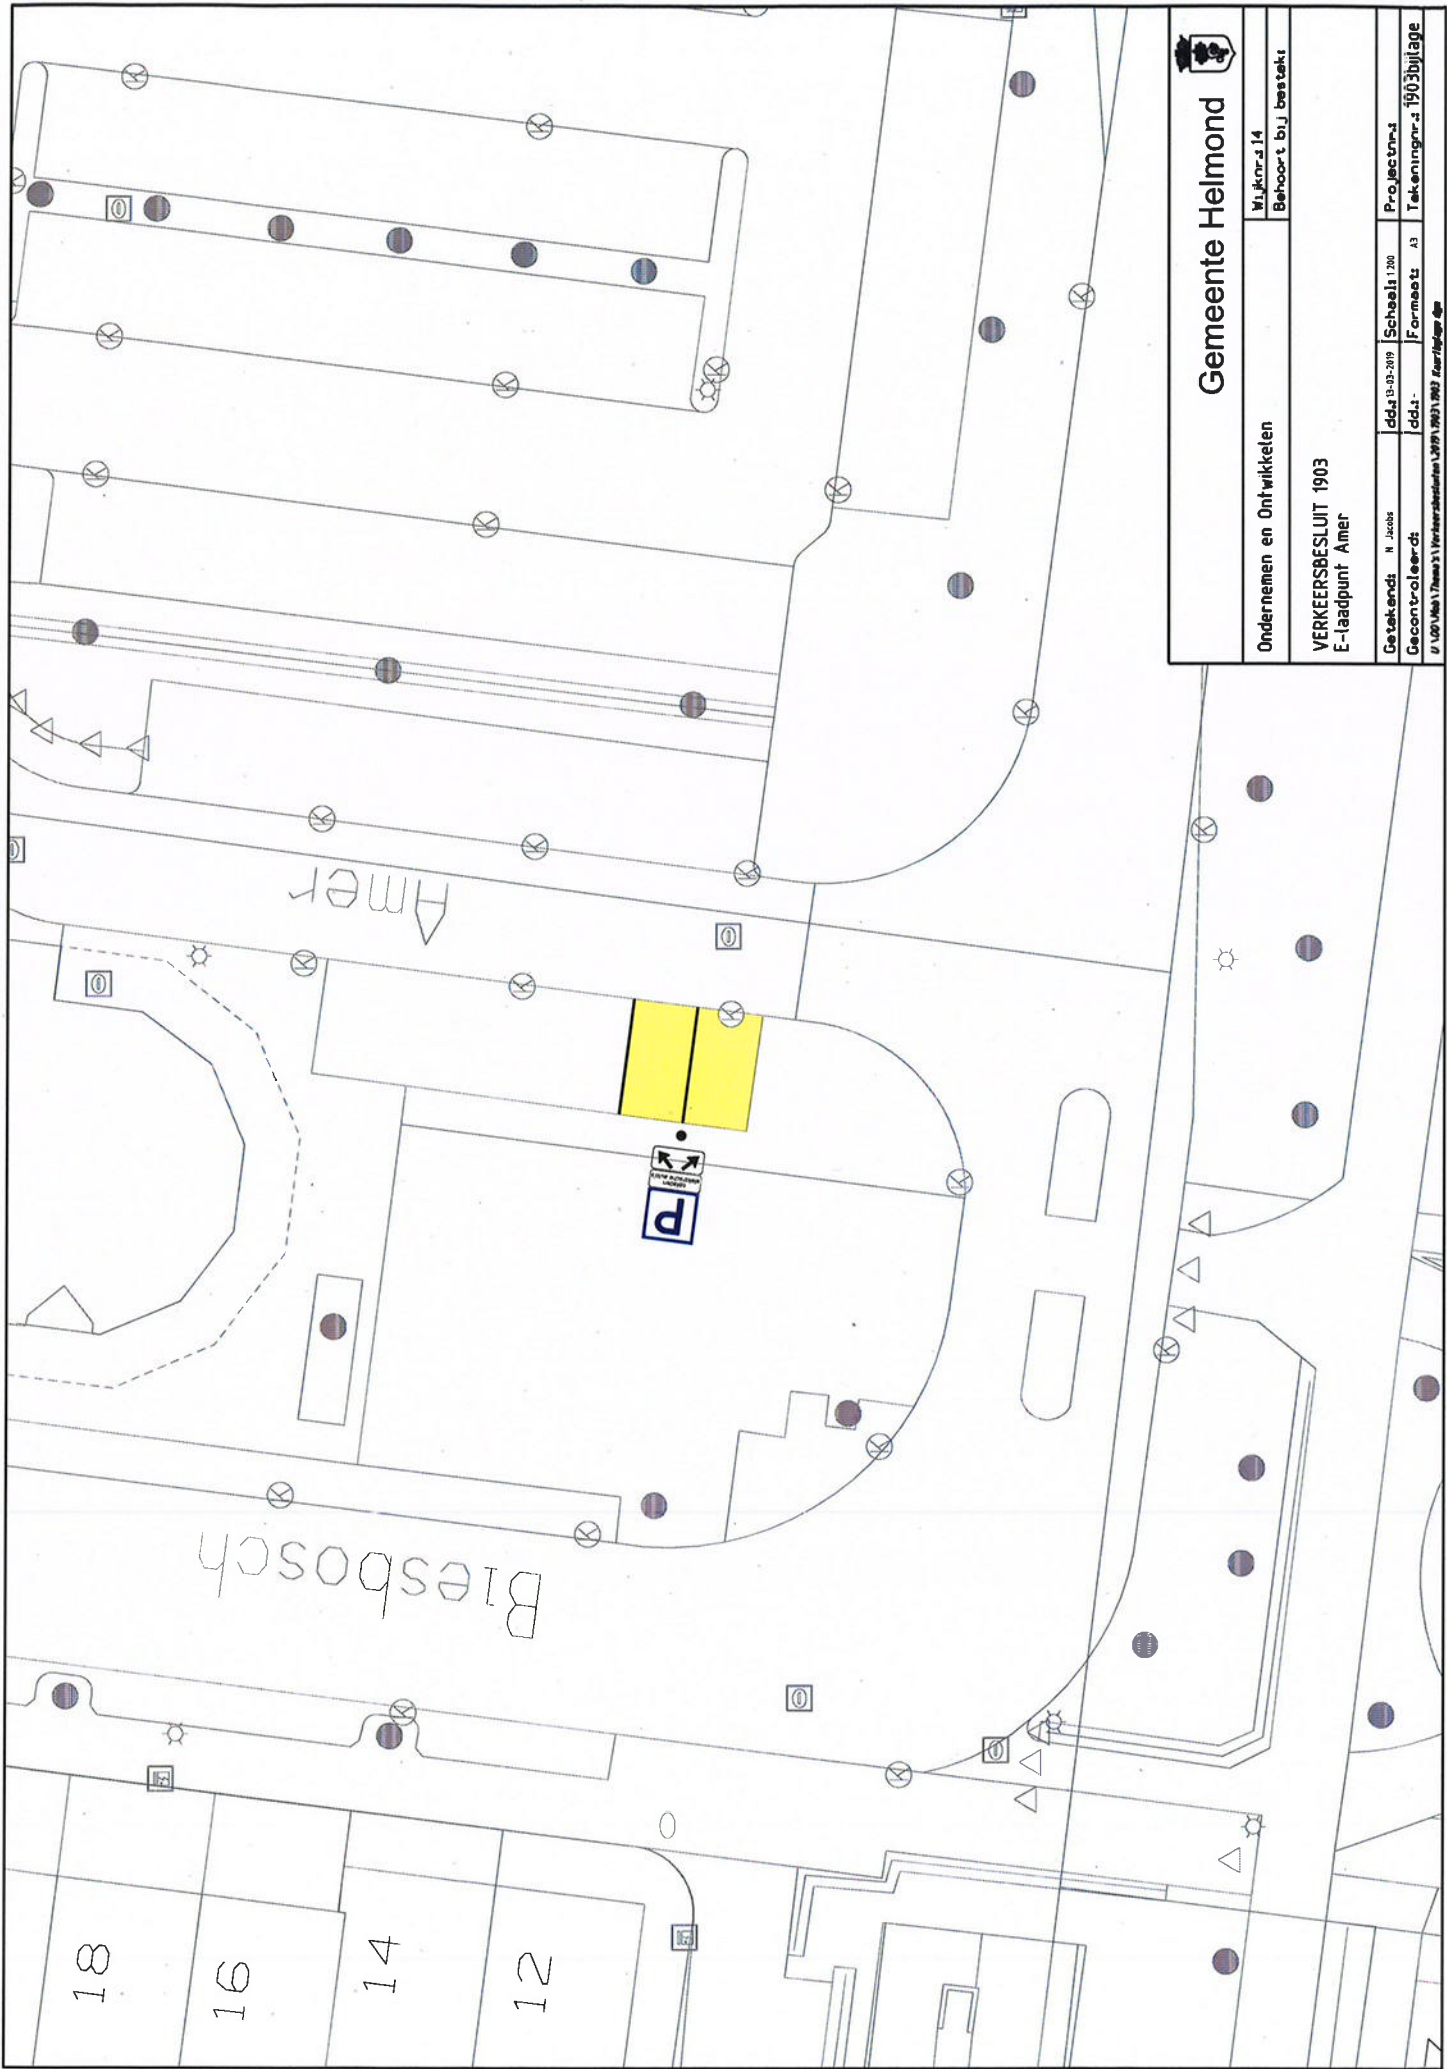 Gemeente Helmond
Wijknr.: 14
Behoort bij bestek:
Ondernemen en Ontwikkelen
VERKEERSBESLUIT 1903
E-laadpunt Amer
Getekend: N Jacobs
dd.: 13-03-2019
Schaal: 1 200
Projectnr.:
Gecontroleerd:
dd.: -
Formaat: A3
Tekeningnr.: 1903bijlage
Amer
P
Biesbosch
18
16
14
12